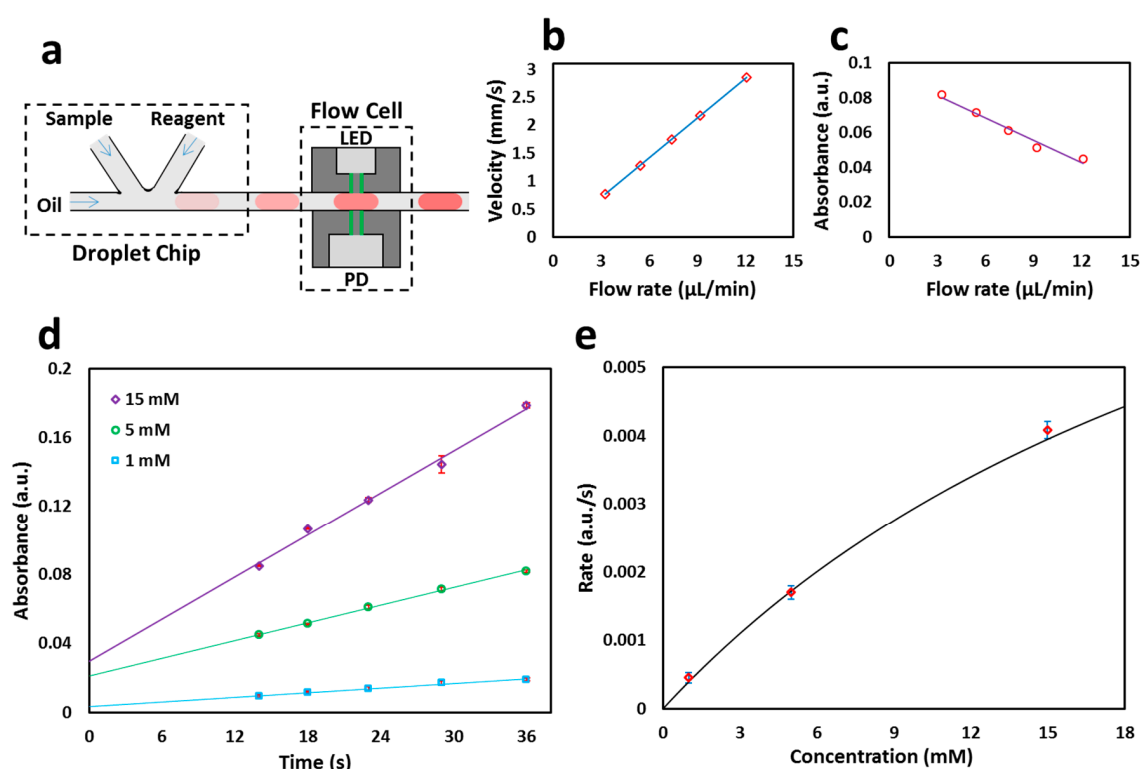 a
Sample
Reagent
Flow Cell
LED
Oil
Droplet Chip
PD
b
Velocity (mm/s)
3
2.5
2
1.5
1
0.5
0
0 3 6 9 12 15
Flow rate (µL/min)
c
Absorbance (a.u.)
0.1
0.08
0.06
0.04
0.02
0
0 3 6 9 12 15
Flow rate (µL/min)
d
Absorbance (a.u.)
0.2
0.16
0.12
0.08
0.04
0
15 mM
5 mM
1 mM
0 6 12 18 24 30 36
Time (s)
e
Rate (a.u./s)
0.005
0.004
0.003
0.002
0.001
0
0 3 6 9 12 15 18
Concentration (mM)